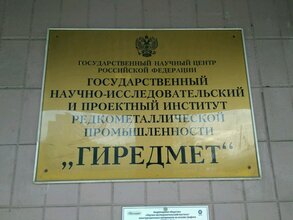 ГОСУДАРСТВЕННЫЙ НАУЧНЫЙ ЦЕНТР
РОССИЙСКОЙ ФЕДЕРАЦИИ
ГОСУДАРСТВЕННЫЙ
НАУЧНО-ИССЛЕДОВАТЕЛЬСКИЙ
И ПРОЕКТНЫЙ ИНСТИТУТ
РЕДКОМЕТАЛЛИЧЕСКОЙ
ПРОМЫШЛЕННОСТИ
„ГИРЕДМЕТ“